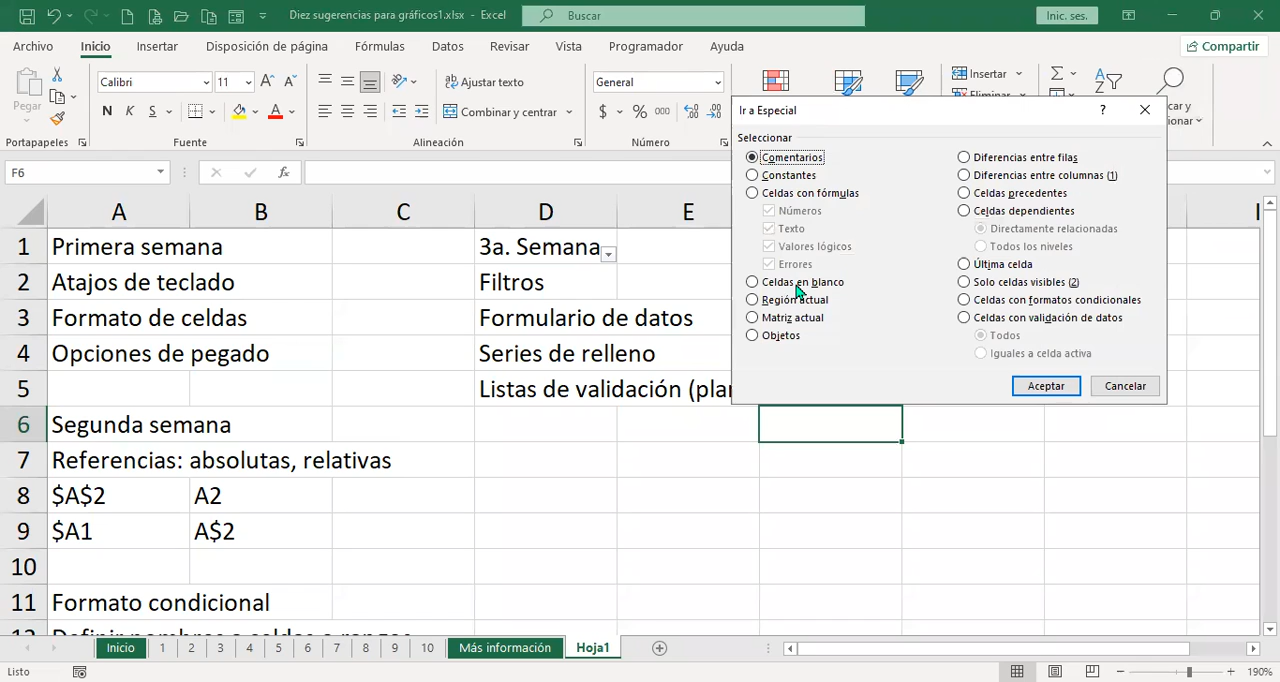 Diez sugerencias para gráficos1.xlsx - Excel
Buscar
Inic. ses.
Archivo
Inicio
Insertar
Disposición de página
Fórmulas
Datos
Revisar
Vista
Programador
Ayuda
Compartir
Pegar
Portapapeles
Calibri
11
N K S
Fuente
Ajustar texto
Combinar y centrar
Alineación
General
$ % 000
Número
Insertar
Eliminar
F6
fx
A B C D E
1 Primera semana 3a. Semana
2 Atajos de teclado Filtros
3 Formato de celdas Formulario de datos
4 Opciones de pegado Series de relleno
5 Listas de validación
6 Segunda semana
7 Referencias: absolutas, relativas
8 $A$2 A2
9 $A1 A$2
10
11 Formato condicional
Ir a Especial
?
Seleccionar
Comentarios
Constantes
Celdas con fórmulas
Números
Texto
Valores lógicos
Errores
Celdas en blanco
Región actual
Matriz actual
Objetos
Diferencias entre filas
Diferencias entre columnas (1)
Celdas precedentes
Celdas dependientes
Directamente relacionadas
Todos los niveles
Última celda
Solo celdas visibles (2)
Celdas con formatos condicionales
Celdas con validación de datos
Todos
Iguales a celda activa
Aceptar
Cancelar
Inicio 1 2 3 4 5 6 7 8 9 10 Más información Hoja1
Listo
190%